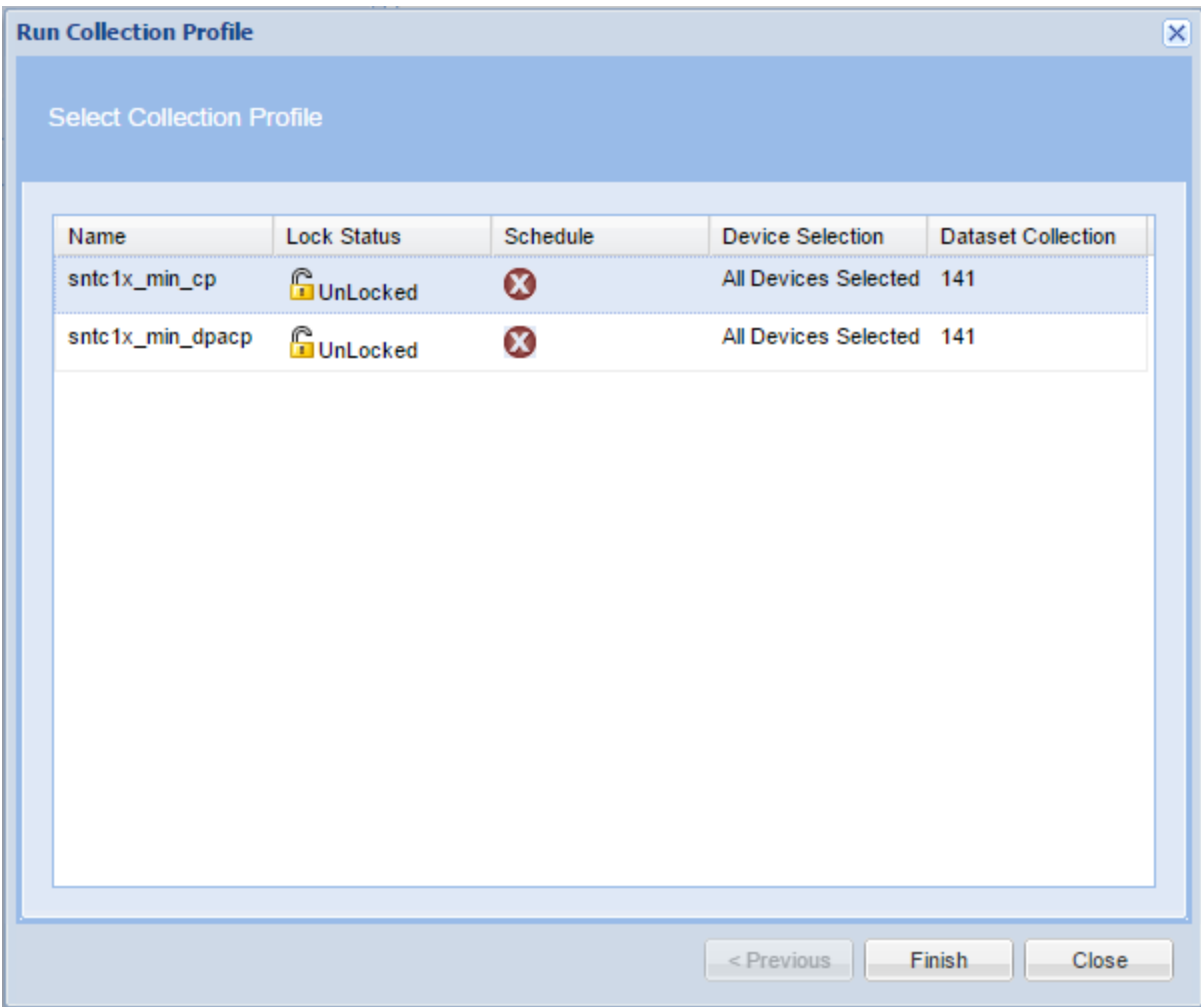 Run Collection Profile
Select Collection Profile
Name Lock Status Schedule Device Selection Dataset Collection
sntc1x_min_cp UnLocked All Devices Selected 141
sntc1x_min_dpacp UnLocked All Devices Selected 141
< Previous Finish Close